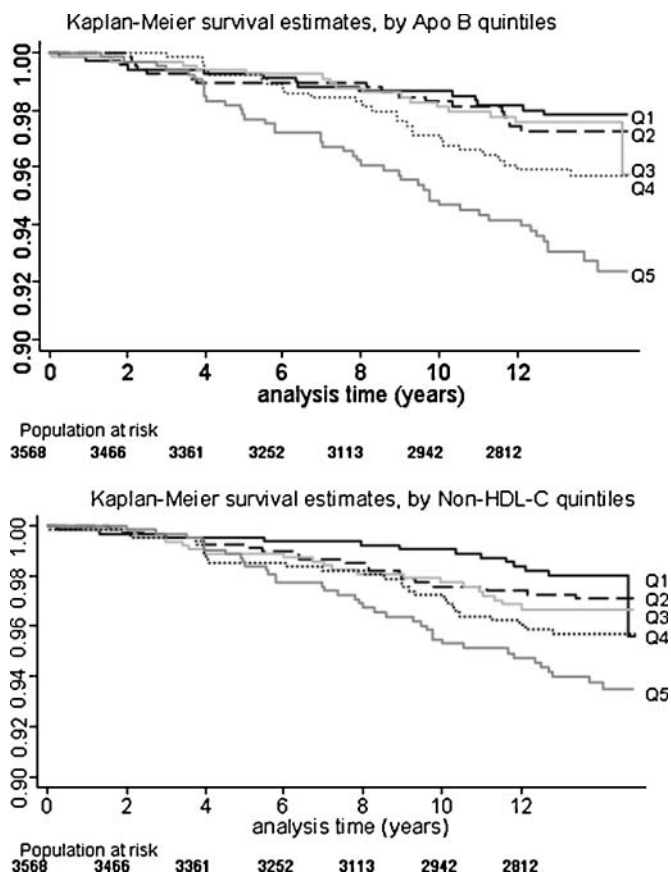 Kaplan-Meier survival estimates, by Apo B quintiles
1.00
0.98
0.96
0.94
0.92
0.90
Q1
Q2
Q3
Q4
Q5
0 2 4 6 8 10 12
analysis time (years)
Population at risk
3568 3466 3361 3252 3113 2942 2812
Kaplan-Meier survival estimates, by Non-HDL-C quintiles
1.00
0.98
0.96
0.94
0.92
0.90
Q1
Q2
Q3
Q4
Q5
0 2 4 6 8 10 12
analysis time (years)
Population at risk
3568 3466 3361 3252 3113 2942 2812